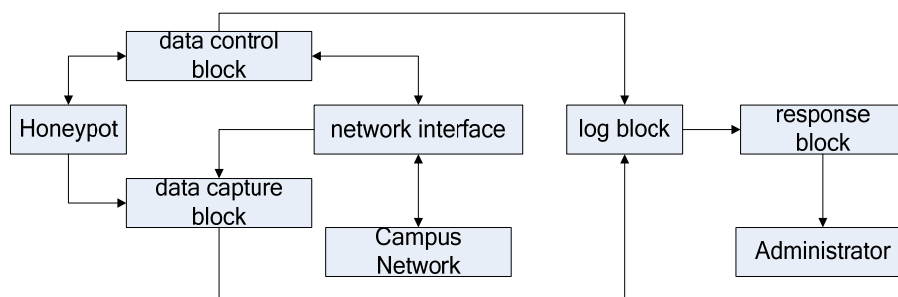 data control
block
Honeypot
network interface
log block
response
block
data capture
block
Campus
Network
Administrator